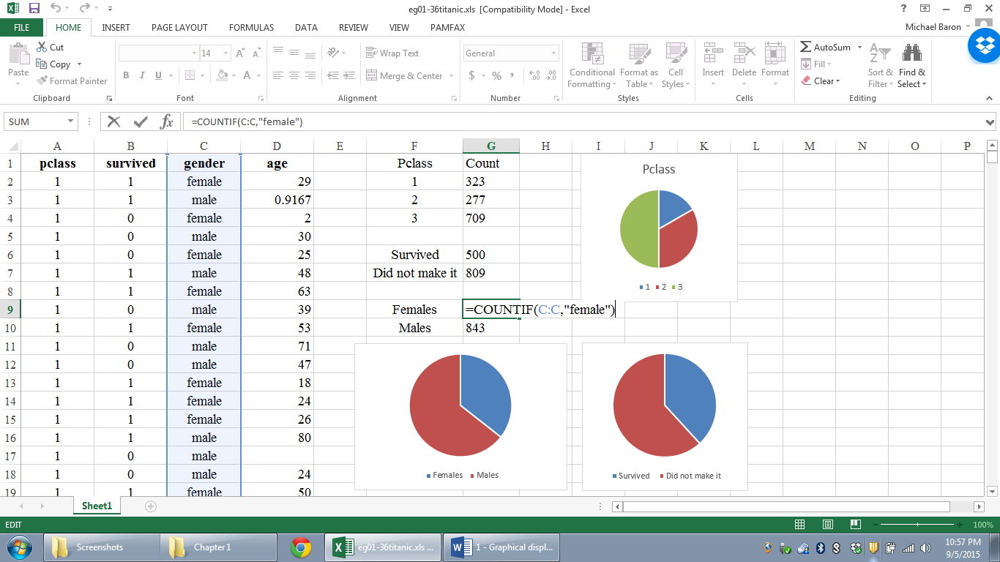 eg01-36titanic.xls [Compatibility Mode] - Excel
FILE HOME INSERT PAGE LAYOUT FORMULAS DATA REVIEW VIEW PAMFAX Michael Baron
Paste Cut Copy Format Painter
14
B I U A A A
Wrap Text
Merge & Center
General
$ % ,
Conditional Formatting Format as Table Cell Styles
Insert Delete Format
AutoSum Fill Clear
Sort & Filter Find & Select
Clipboard Font Alignment Number Styles Cells Editing
SUM fx =COUNTIF(C:C,"female")
A B C D E F G H I J K L M N O P
1 pclass survived gender age Pclass Count
2 1 1 female 29 1 323
3 1 1 male 0.9167 2 277
4 1 0 female 2 3 709
5 1 0 male 30
6 1 0 female 25 Survived 500
7 1 1 male 48 Did not make it 809
8 1 1 female 63
9 1 0 male 39 Females =COUNTIF(C:C,"female")
10 1 1 female 53 Males 843
11 1 0 male 71
12 1 0 male 47
13 1 1 female 18
14 1 1 female 24
15 1 1 female 26
16 1 1 male 80
17 1 0 male
18 1 0 male 24
19 1 1 female 50
Pclass
1 2 3
Females Males
Survived Did not make it
Sheet1
EDIT 100%
Screenshots Chapter 1 eg01-36titanic.xls ... 1 - Graphical displ... 10:57 PM
9/5/2015